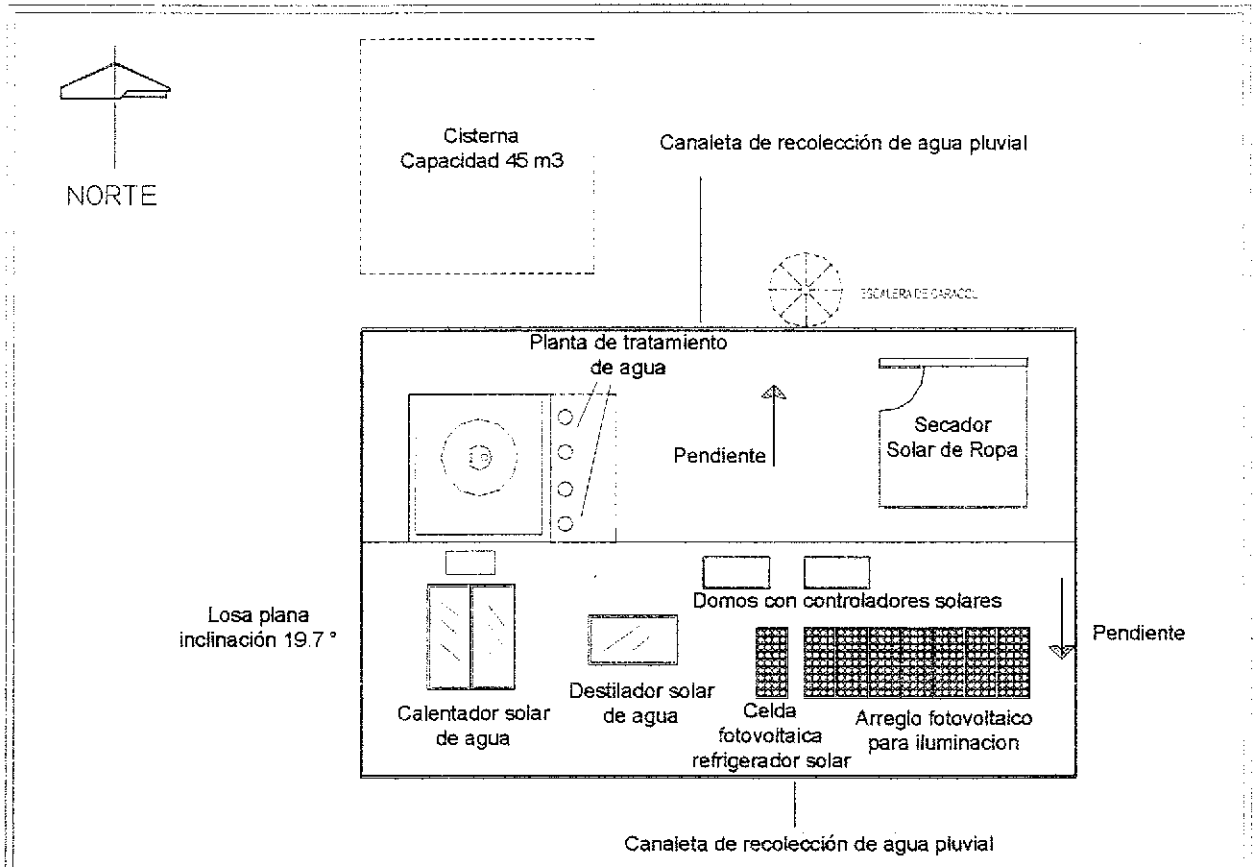 NORTE
Cisterna
Capacidad 45 m3
Canaleta de recolección de agua pluvial
ESCALERA DE CARACOL
Planta de tratamiento
de agua
Pendiente
Secador
Solar de Ropa
Losa plana
inclinación 19.7 °
Domos con controladores solares
Pendiente
Calentador solar
de agua
Destilador solar
de agua
Celda
fotovoltaica
refrigerador solar
Arreglo fotovoltaico
para iluminacion
Canaleta de recolección de agua pluvial